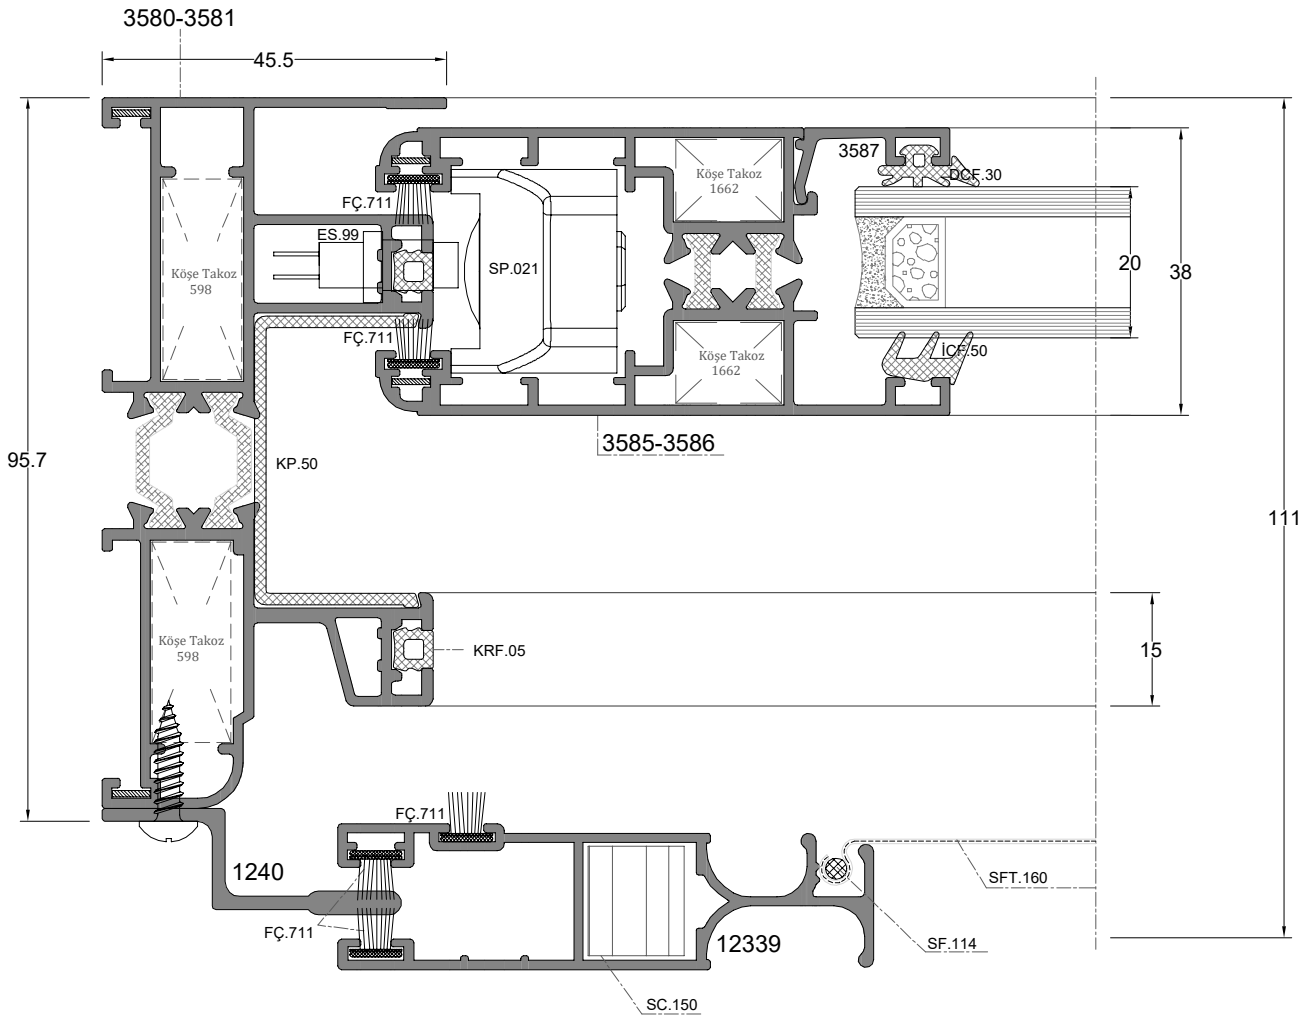 3580-3581
45.5
3587
Köşe Takoz
1662
DCF.30
FÇ.711
ES.99
SP.021
Köşe Takoz
598
20
38
FÇ.711
İCF.50
Köşe Takoz
1662
3585-3586
95.7
KP.50
111
Köşe Takoz
598
KRF.05
15
FÇ.711
1240
SFT.160
FÇ.711
12339
SF.114
SC.150